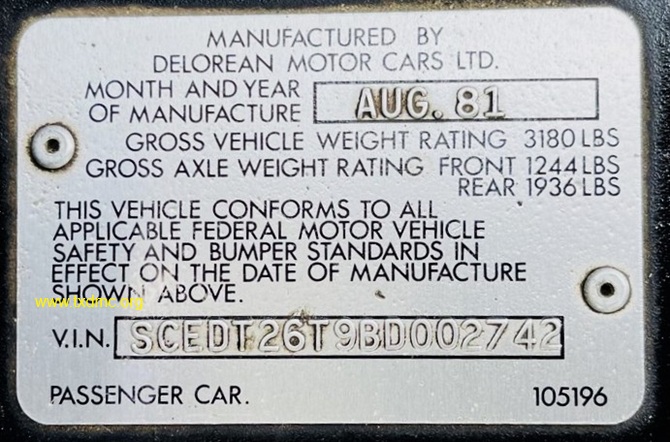 MANUFACTURED BY
DELOREAN MOTOR CARS LTD.
MONTH AND YEAR
OF MANUFACTURE AUG. 81
GROSS VEHICLE WEIGHT RATING 3180 LBS
GROSS AXLE WEIGHT RATING FRONT 1244 LBS
REAR 1936 LBS
THIS VEHICLE CONFORMS TO ALL
APPLICABLE FEDERAL MOTOR VEHICLE
SAFETY AND BUMPER STANDARDS IN
EFFECT ON THE DATE OF MANUFACTURE
SHOWN ABOVE.
www.txdmc.org
V.I.N. SCEDT26T9BD002742
PASSENGER CAR. 105196